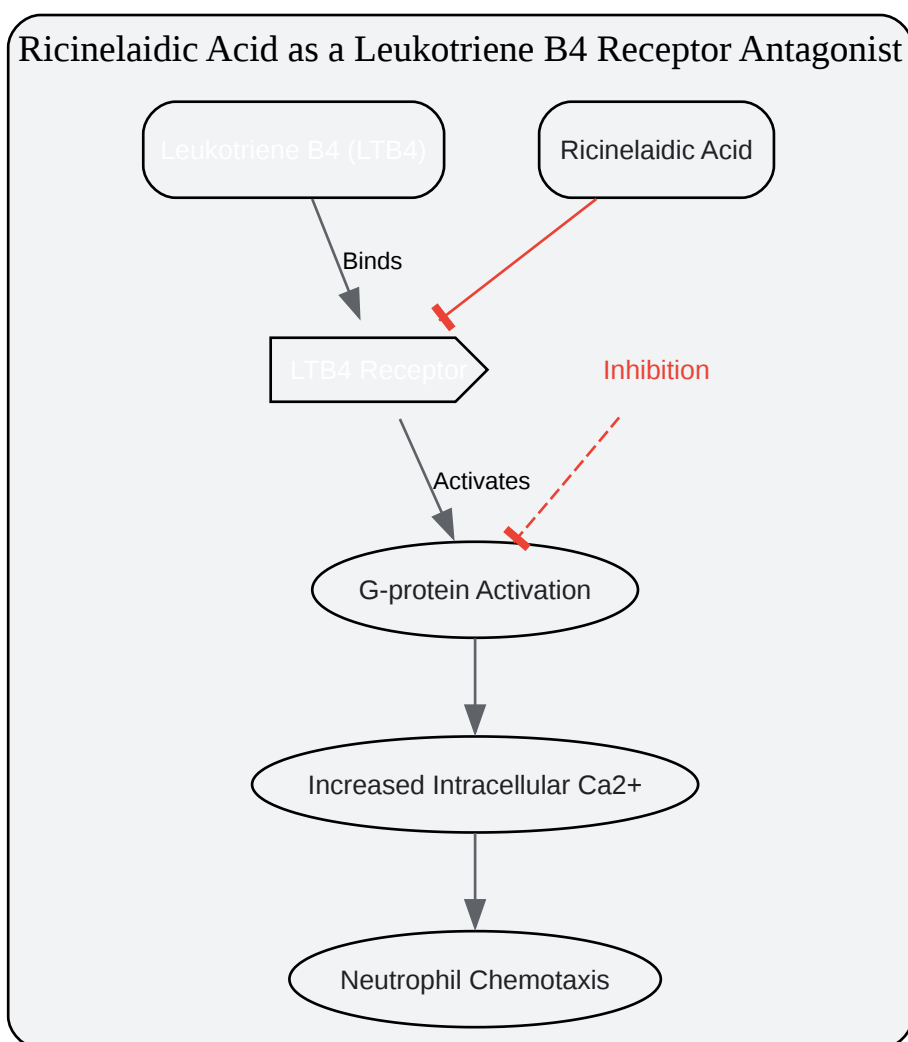 Ricinelaidic Acid as a Leukotriene B4 Receptor Antagonist
Leukotriene B4 (LTB4)
Ricinelaidic Acid
Binds
LTB4 Receptor
Inhibition
Activates
G-protein Activation
Increased Intracellular Ca2+
Neutrophil Chemotaxis